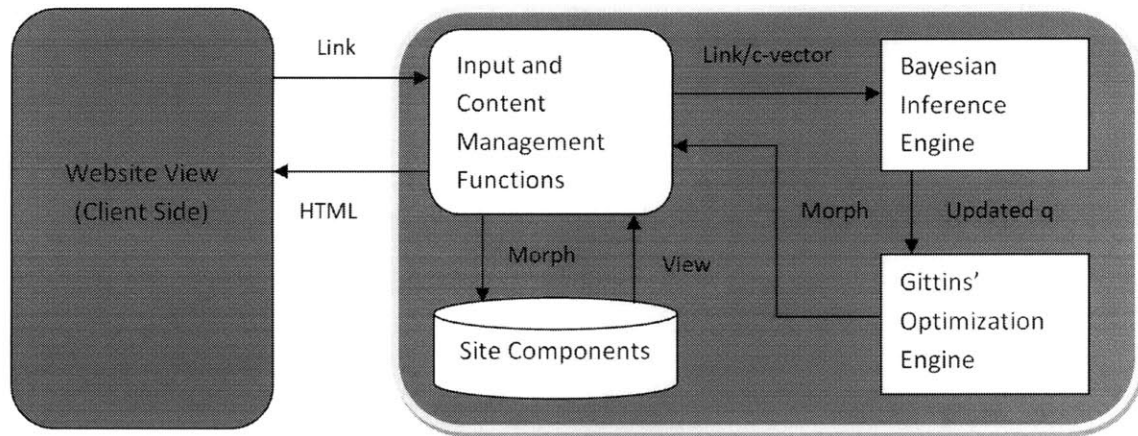 Website View
(Client Side)
Link
HTML
Input and
Content
Management
Functions
Link/c-vector
Bayesian
Inference
Engine
Morph
View
Site Components
Morph
Updated q
Gittins’
Optimization
Engine